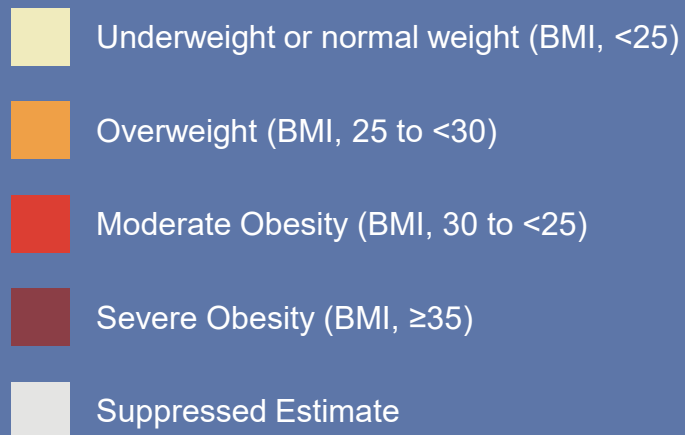 Underweight or normal weight (BMI, <25)
Overweight (BMI, 25 to <30)
Moderate Obesity (BMI, 30 to <25)
Severe Obesity (BMI, ≥35)
Suppressed Estimate